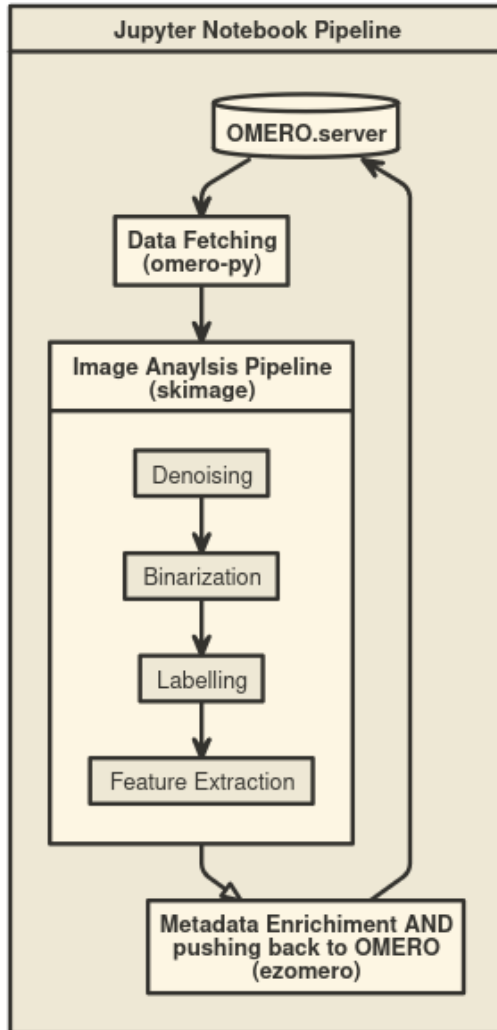 Jupyter Notebook Pipeline
OMERO.server
Data Fetching
(omero-py)
Image Anaylsis Pipeline
(skimage)
Denoising
Binarization
Labelling
Feature Extraction
Metadata Enrichiment AND
pushing back to OMERO
(ezomero)